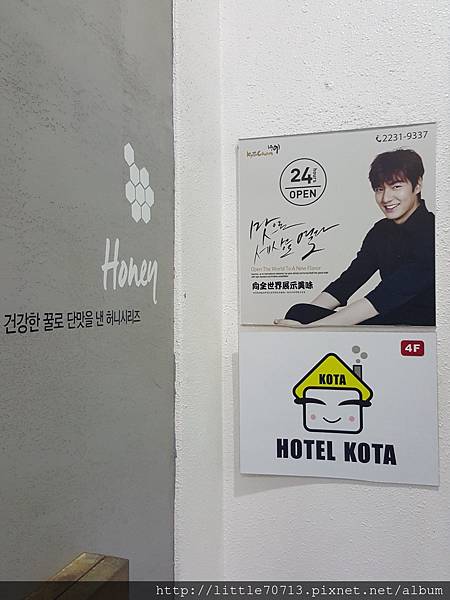 Honey
건강한 꿀로 단맛을 낸 허니시리즈
2231-9337
24 hours
OPEN
맛으로
세상을 열다
Open The World To A New Flavor
向全世界展示美味
4F
KOTA
HOTEL KOTA
http://little70713.pixnet.net/album